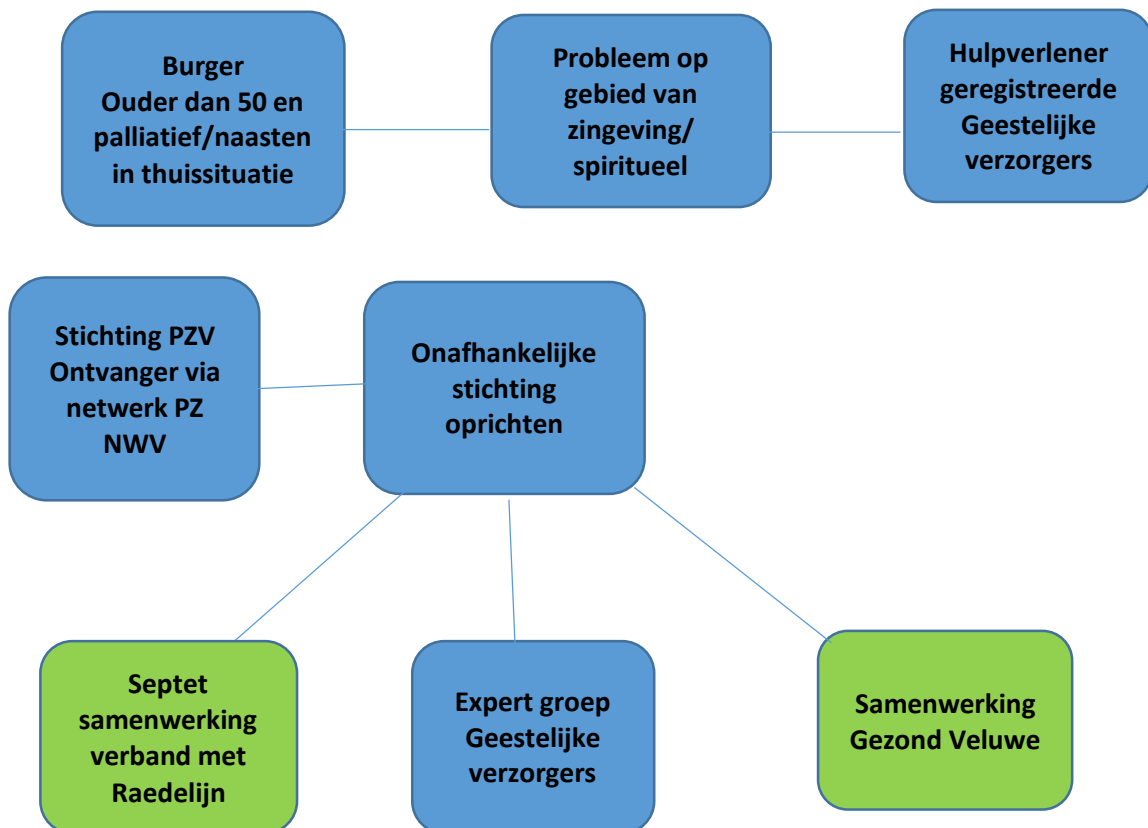 Burger
Ouder dan 50 en
palliatief/naasten
in thuissituatie
Probleem op
gebied van
zingeving/
spiritueel
Hulpverlener
geregistreerde
Geestelijke
verzorgers
Stichting PZV
Ontvanger via
netwerk PZ
NWV
Onafhankelijke
stichting
oprichten
Septet
samenwerking
verband met
Raedelijn
Expert groep
Geestelijke
verzorgers
Samenwerking
Gezond Veluwe